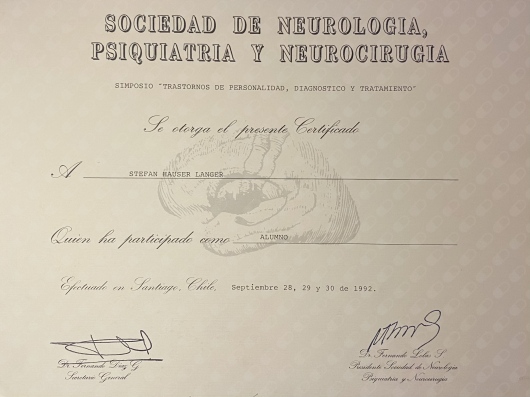 SOCIEDAD DE NEUROLOGIA,
PSIQUIATRIA Y NEUROCIRUGIA
SIMPOSIO "TRASTORNOS DE PERSONALIDAD, DIAGNOSTICO Y TRATAMIENTO"
Se otorga el presente Certificado
A STEFAN HAUSER LANGER
Quien ha participado como ALUMNO
Efectuado en Santiago, Chile, Septiembre 28, 29 y 30 de 1992.
Dr. Fernando Díaz G.
Secretario General
Dr. Fernando Lolas S.
Presidente Sociedad de Neurología
Psiquiatría y Neurocirugía